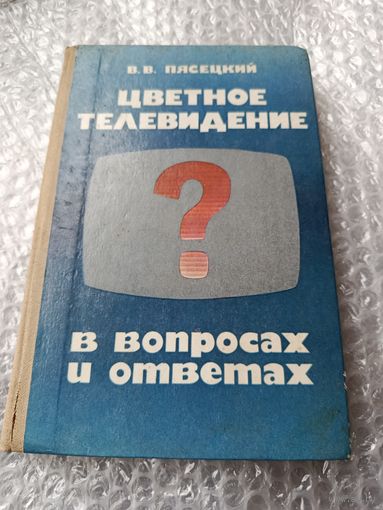 В. В. ПЯСЕЦКИЙ
ЦВЕТНОЕ
ТЕЛЕВИДЕНИЕ
?
в вопросах
и ответах